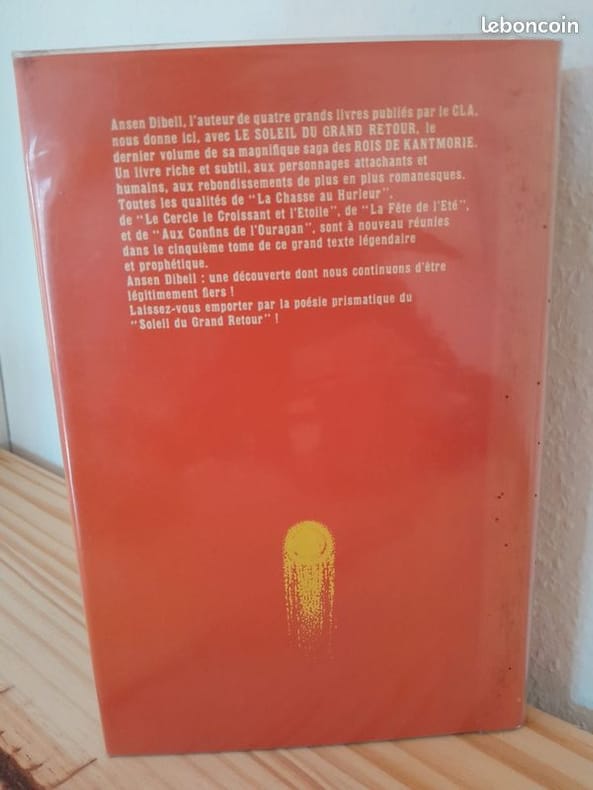 leboncoin
Ansen Dibell, l'auteur de quatre grands livres publiés par le CLA,
nous donne ici, avec LE SOLEIL DU GRAND RETOUR, le
dernier volume de sa magnifique saga des ROIS DE KANTMORIE.
Un livre riche et subtil, aux personnages attachants et
humains, aux rebondissements de plus en plus romanesques.
Toutes les qualités de "La Chasse au Hurleur",
de "Le Cercle le Croissant et l'Etoile", de "La Fête de l'Eté",
et de "Aux Confins de l'Ouragan", sont à nouveau réunies
dans le cinquième tome de ce grand texte légendaire
et prophétique.
Ansen Dibell : une découverte dont nous continuons d'être
légitimement fiers !
Laissez-vous emporter par la poésie prismatique du
"Soleil du Grand Retour" !